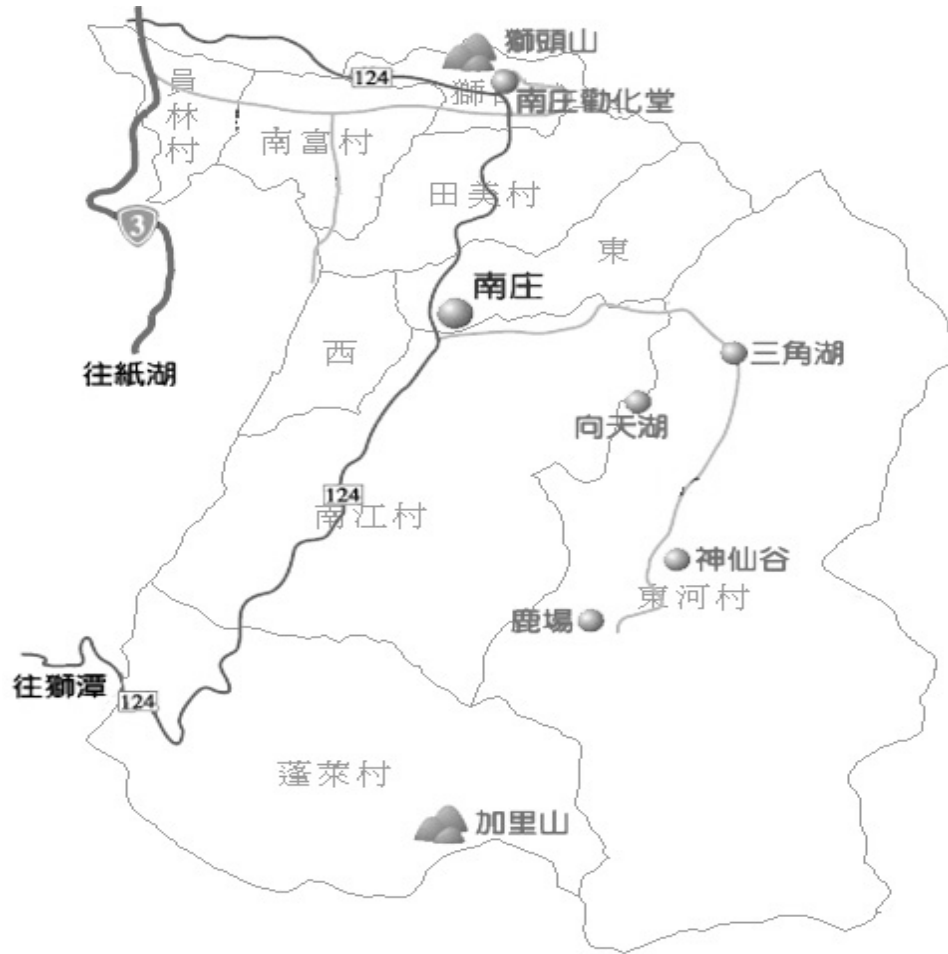 獅頭山
124
員林村
獅
南庄勸化堂
南富村
田美村
3
東
南庄
西
三角湖
往紙湖
向天湖
124
南江村
神仙谷
東河村
鹿場
往獅潭
124
蓬萊村
加里山